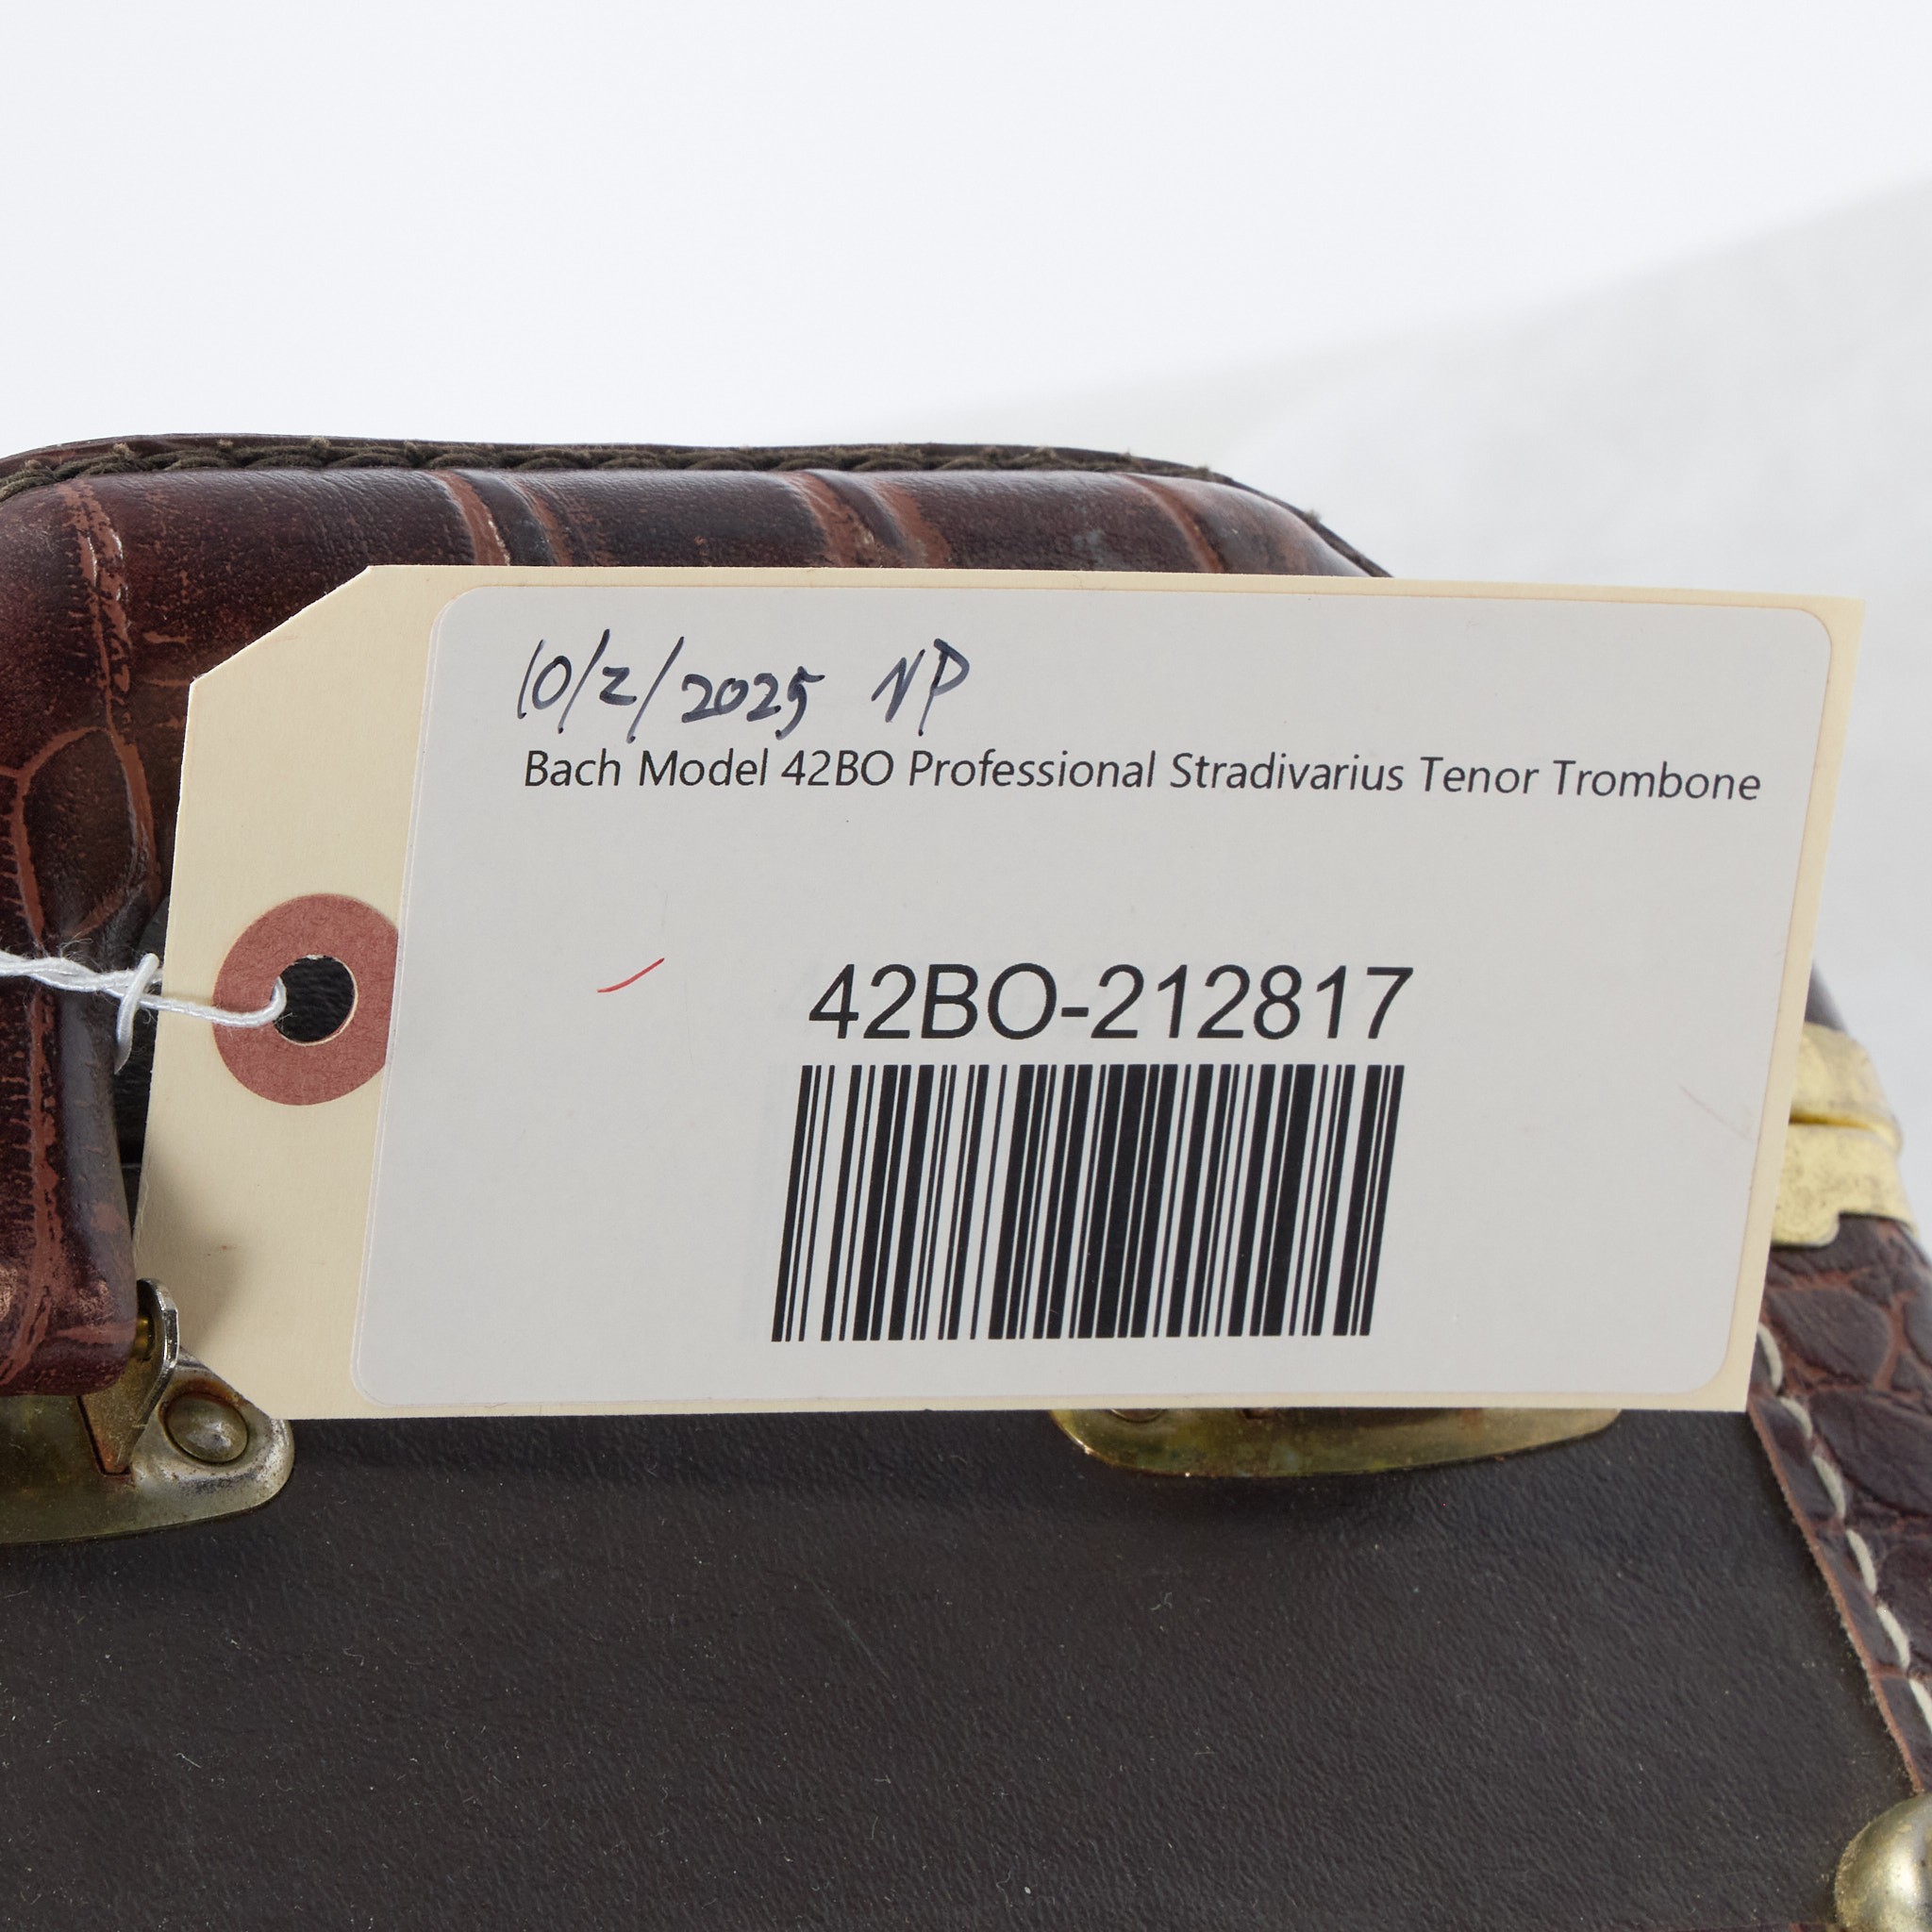 10/2/2025 NP
Bach Model 42BO Professional Stradivarius Tenor Trombone
42BO-212817